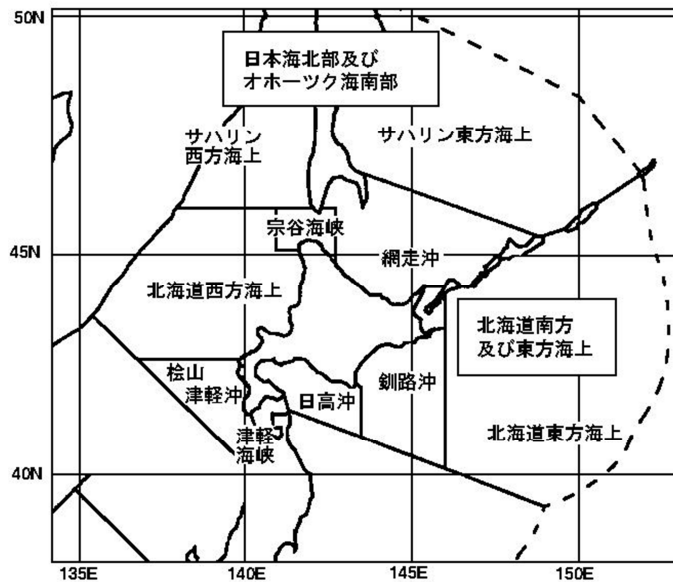 50N
日本海北部及び
オホーツク海南部
サハリン
西方海上
サハリン東方海上
宗谷海峡
45N
網走沖
北海道西方海上
北海道南方
及び東方海上
桧山
津軽沖
日高沖
釧路沖
津軽
海峡
北海道東方海上
40N
135E
140E
145E
150E